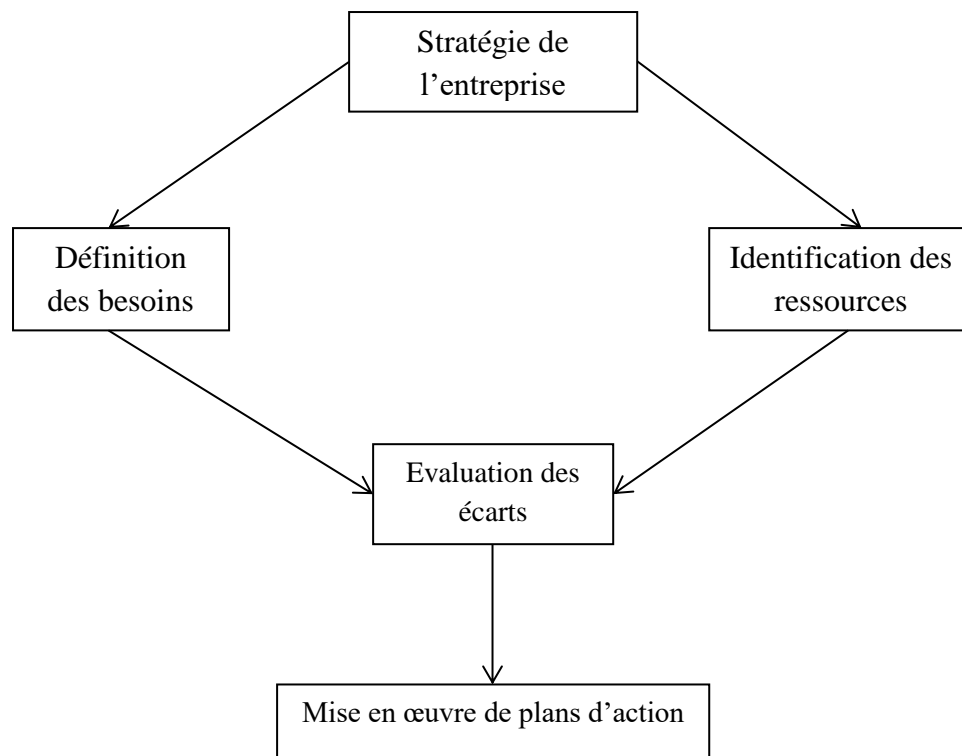 Stratégie de
l’entreprise
Définition
des besoins
Identification des
ressources
Evaluation des
écarts
Mise en œuvre de plans d’action